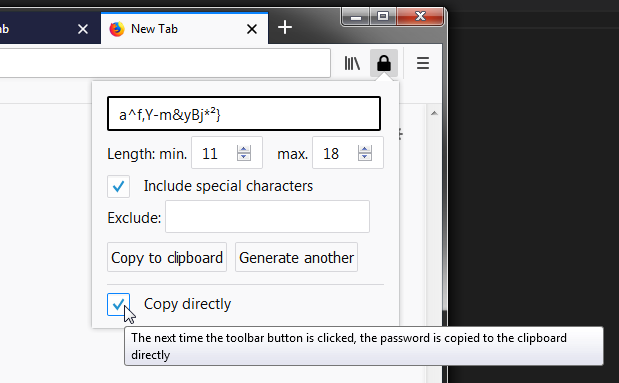 New Tab
a^f,Y-m&yBj*²}
Length: min. 11 max. 18
Include special characters
Exclude:
Copy to clipboard Generate another
Copy directly
The next time the toolbar button is clicked, the password is copied to the clipboard
directly